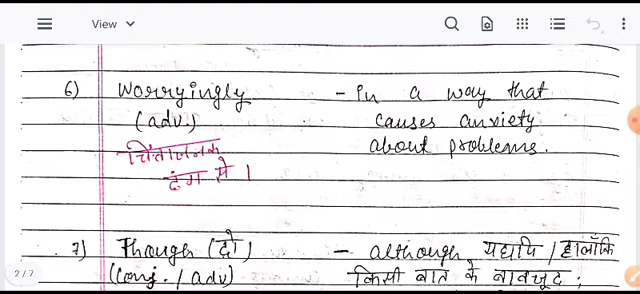 View
6) Worryingly - In a way that
(adv.) causes anxiety
चिंताजनक about problems.
ढंग से ।
7) Though (दो) - although यद्यपि / हालाँकि
(conj. / adv) किसी बात के बावजूद ;
2/7